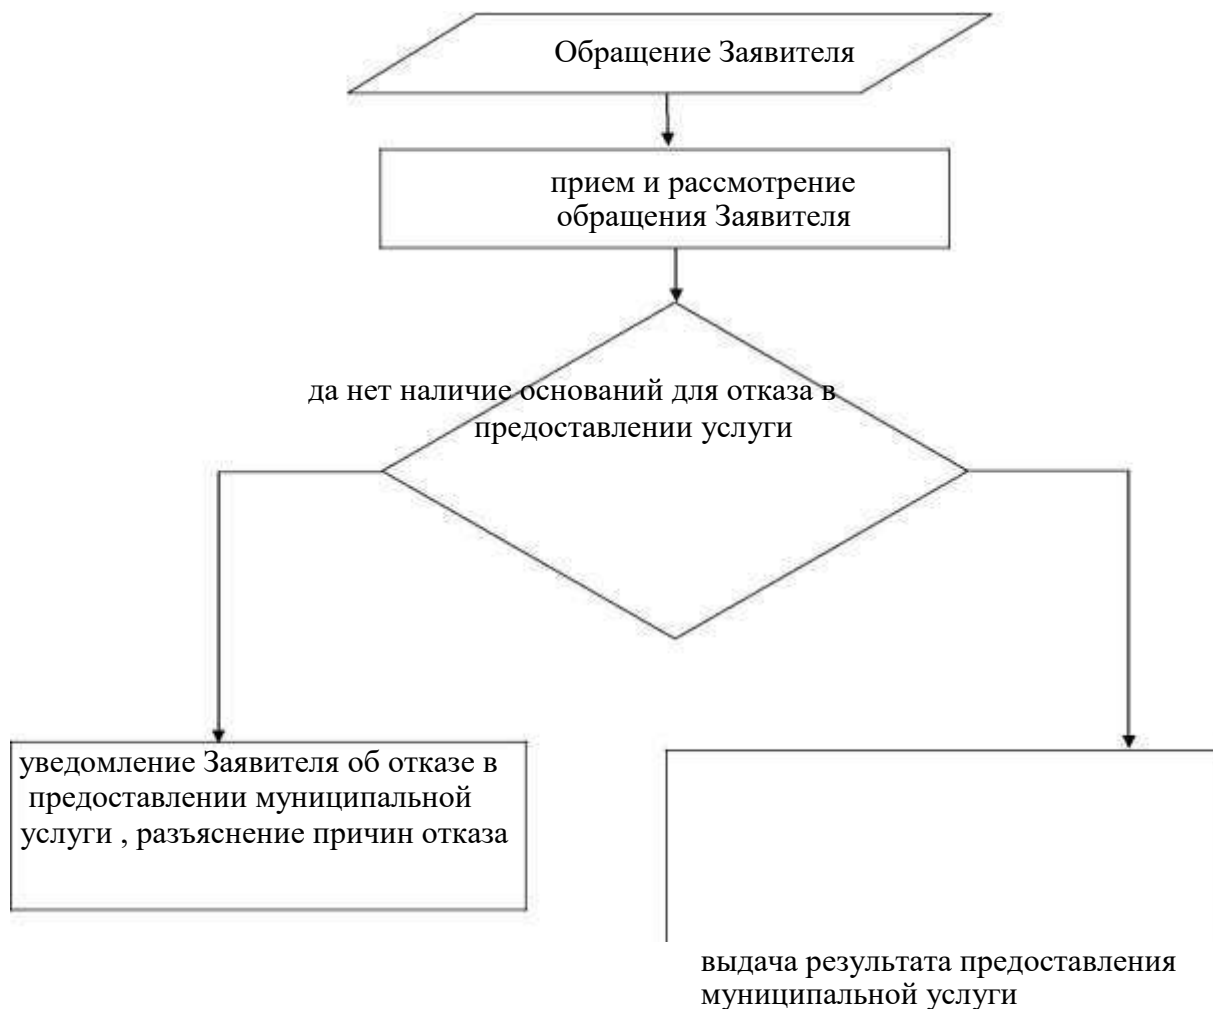 Обращение Заявителя
прием и рассмотрение
обращения Заявителя
да нет наличие оснований для отказа в
предоставлении услуги
уведомление Заявителя об отказе в
предоставлении муниципальной
услуги , разъяснение причин отказа
выдача результата предоставления
муниципальной услуги